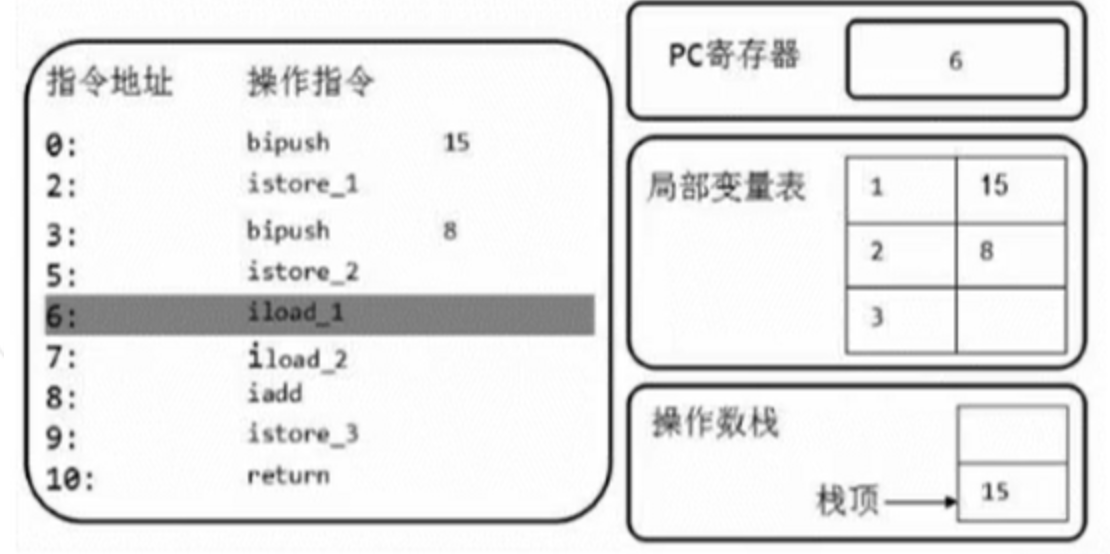 指令地址 操作指令
0: bipush 15
2: istore_1
3: bipush 8
5: istore_2
6: iload_1
7: iload_2
8: iadd
9: istore_3
10: return
PC寄存器 6
局部变量表 1 15
2 8
3
操作数栈
栈顶 15